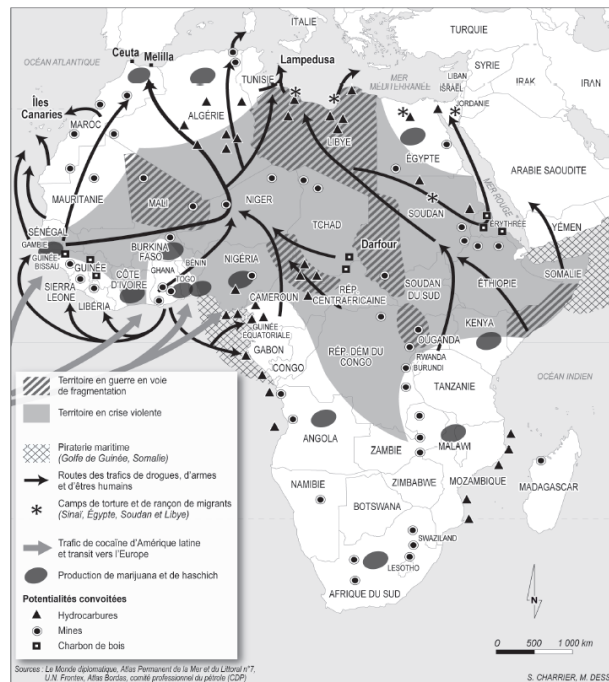 ITALIE
TURQUIE
OCÉAN ATLANTIQUE
Ceuta
Melilla
Lampedusa
TUNISIE
MER
MÉDITERRANÉE
LIBAN
ISRAËL
SYRIE
IRAK
IRAN
JORDANIE
Îles
Canaries
MAROC
ALGÉRIE
LIBYE
ÉGYPTE
ARABIE SAOUDITE
MER ROUGE
MAURITANIE
MALI
NIGER
TCHAD
SOUDAN
ÉRYTHRÉE
YÉMEN
SÉNÉGAL
GAMBIE
GUINÉE-
BISSAU
GUINÉE
BURKINA
FASO
BÉNIN
NIGÉRIA
Darfour
SIERRA
LEONE
CÔTE
D'IVOIRE
GHANA
TOGO
LIBÉRIA
CAMEROUN
RÉP.
CENTRAFRICAINE
SOUDAN
DU SUD
ÉTHIOPIE
SOMALIE
GUINÉE
ÉQUATORIALE
GABON
CONGO
RÉP. DÉM DU
CONGO
OUGANDA
RWANDA
BURUNDI
KENYA
TANZANIE
OCÉAN INDIEN
ANGOLA
ZAMBIE
MALAWI
MOZAMBIQUE
ZIMBABWE
MADAGASCAR
NAMIBIE
BOTSWANA
SWAZILAND
LESOTHO
AFRIQUE DU SUD
Territoire en guerre en voie
de fragmentation
Territoire en crise violente
Piraterie maritime
(Golfe de Guinée, Somalie)
Routes des trafics de drogues, d'armes
et d'êtres humains
Camps de torture et de rançon de migrants
(Sinaï, Égypte, Soudan et Libye)
Trafic de cocaïne d'Amérique latine
et transit vers l'Europe
Production de marijuana et de haschich
Potentialités convoitées
Hydrocarbures
Mines
Charbon de bois
N
0 500 1 000 km
Sources : Le Monde diplomatique, Atlas Permanent de la Mer et du Littoral n°7,
U.N. Frontex, Atlas Bordas, comité professionnel du pétrole (CDP)
S. CHARRIER, M. DESS